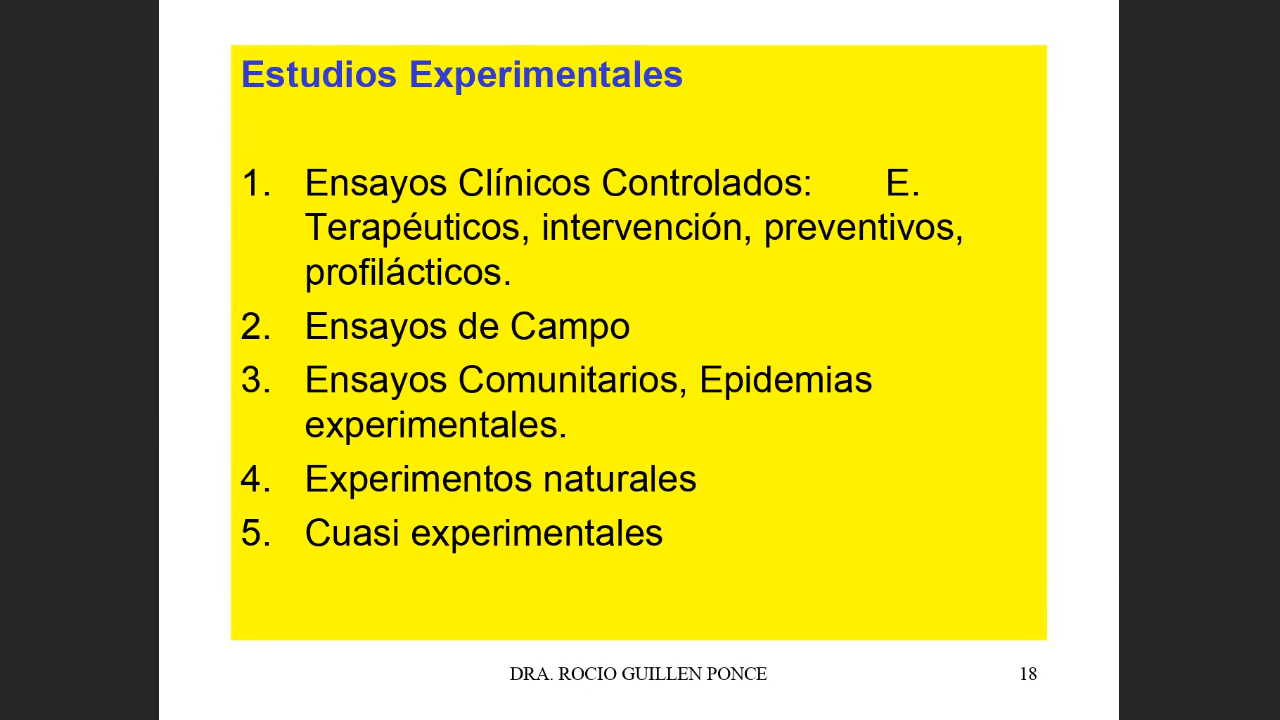 Estudios Experimentales
1. Ensayos Clínicos Controlados: E.
Terapéuticos, intervención, preventivos,
profilácticos.
2. Ensayos de Campo
3. Ensayos Comunitarios, Epidemias
experimentales.
4. Experimentos naturales
5. Cuasi experimentales
DRA. ROCIO GUILLEN PONCE 18